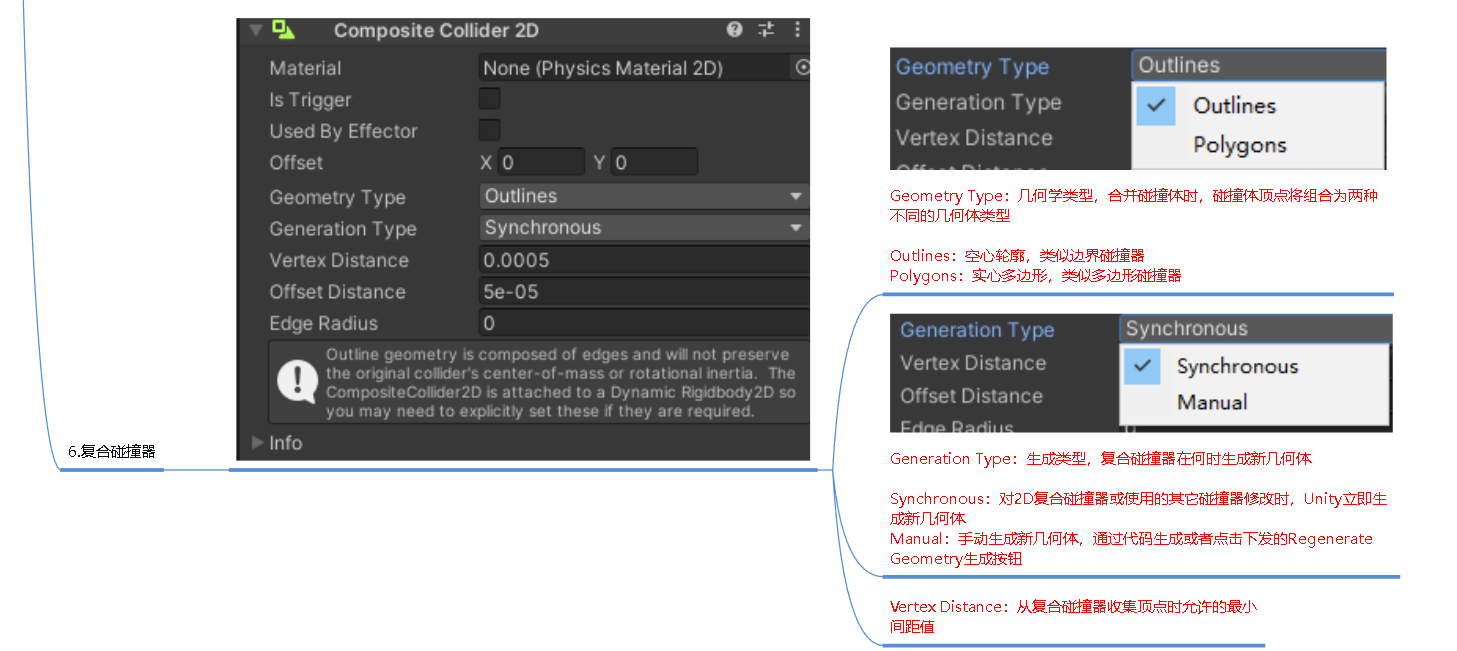 6.复合碰撞器
Composite Collider 2D
Material None (Physics Material 2D)
Is Trigger
Used By Effector
Offset X 0 Y 0
Geometry Type Outlines
Generation Type Synchronous
Vertex Distance 0.0005
Offset Distance 5e-05
Edge Radius 0
Outline geometry is composed of edges and will not preserve
the original collider's center-of-mass or rotational inertia. The
CompositeCollider2D is attached to a Dynamic Rigidbody2D so
you may need to explicitly set these if they are required.
Info
Geometry Type Outlines
Generation Type Outlines
Vertex Distance Polygons
Offset Distance
Geometry Type：几何学类型，合并碰撞体时，碰撞体顶点将组合为两种
不同的几何体类型
Outlines：空心轮廓，类似边界碰撞器
Polygons：实心多边形，类似多边形碰撞器
Generation Type Synchronous
Vertex Distance Synchronous
Offset Distance Manual
Edge Radius 0
Generation Type：生成类型，复合碰撞器在何时生成新几何体
Synchronous：对2D复合碰撞器或使用的其它碰撞器修改时，Unity立即生
成新几何体
Manual：手动生成新几何体，通过代码生成或者点击下发的Regenerate
Geometry生成按钮
Vertex Distance：从复合碰撞器收集顶点时允许的最小
间距值